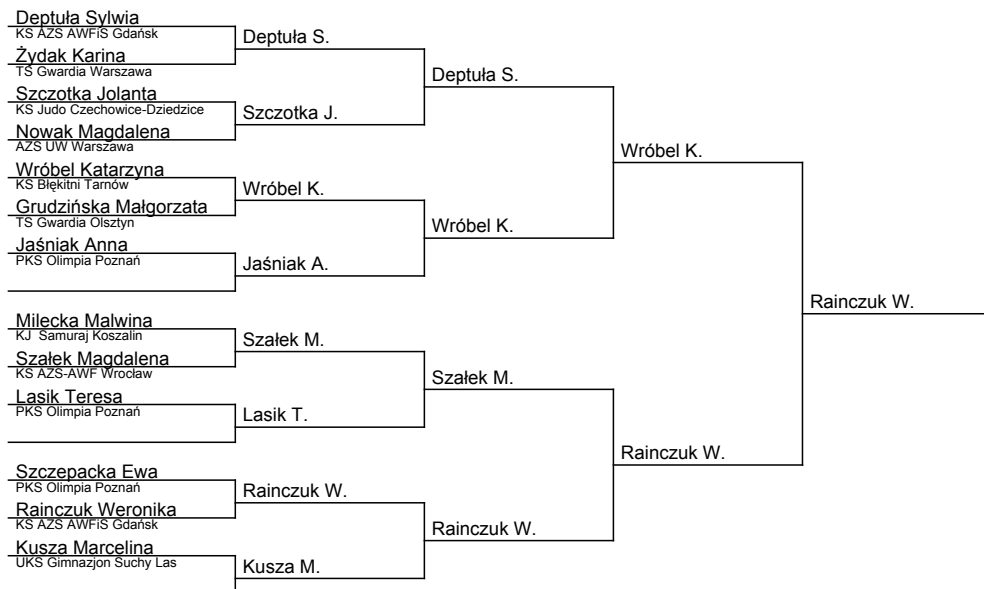 Deptuła Sylwia
KS AZS AWFiS Gdańsk
Deptuła S.
Żydak Karina
TS Gwardia Warszawa
Deptuła S.
Szczotka Jolanta
KS Judo Czechowice-Dziedzice
Szczotka J.
Nowak Magdalena
AZS UW Warszawa
Wróbel K.
Wróbel Katarzyna
KS Błękitni Tarnów
Wróbel K.
Grudzińska Małgorzata
TS Gwardia Olsztyn
Wróbel K.
Jaśniak Anna
PKS Olimpia Poznań
Jaśniak A.
Rainczuk W.
Milecka Malwina
KJ  Samuraj Koszalin
Szałek M.
Szałek Magdalena
KS AZS-AWF Wrocław
Szałek M.
Lasik Teresa
PKS Olimpia Poznań
Lasik T.
Rainczuk W.
Szczepacka Ewa
PKS Olimpia Poznań
Rainczuk W.
Rainczuk Weronika
KS AZS AWFiS Gdańsk
Rainczuk W.
Kusza Marcelina
UKS Gimnazjon Suchy Las
Kusza M.